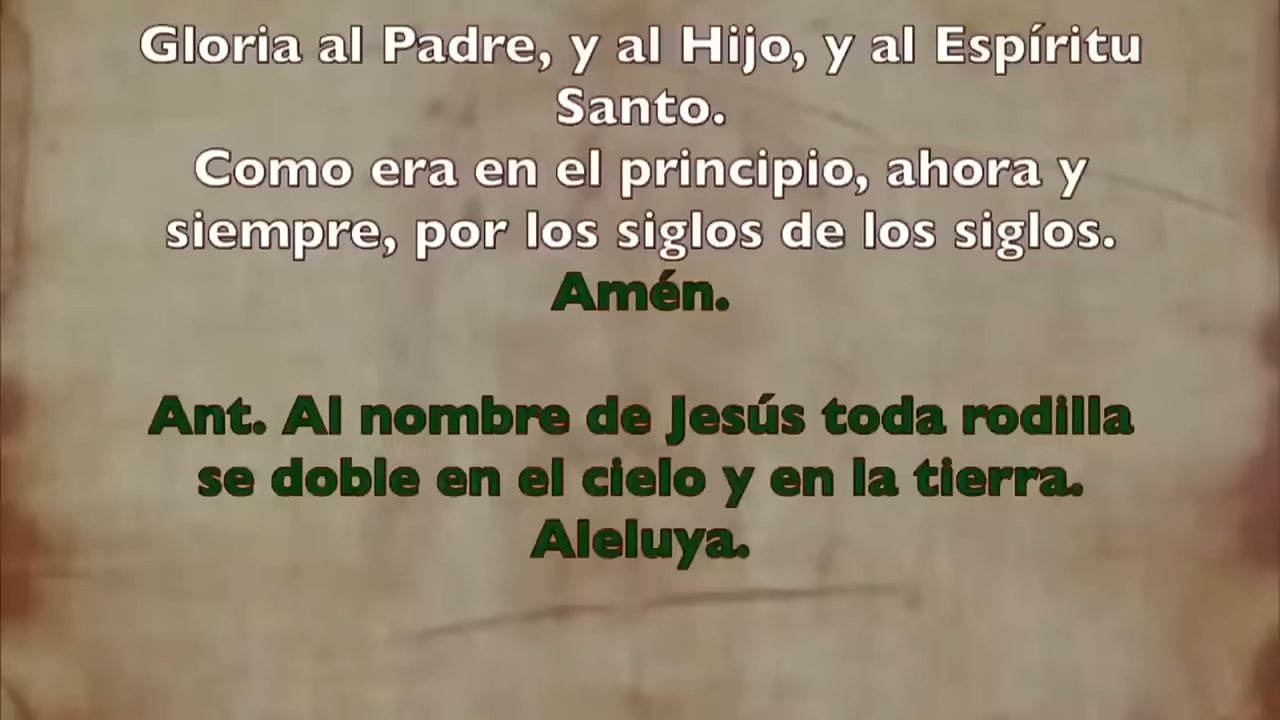 Gloria al Padre, y al Hijo, y al Espíritu
Santo.
Como era en el principio, ahora y
siempre, por los siglos de los siglos.
Amén.
Ant. Al nombre de Jesús toda rodilla
se doble en el cielo y en la tierra.
Aleluya.